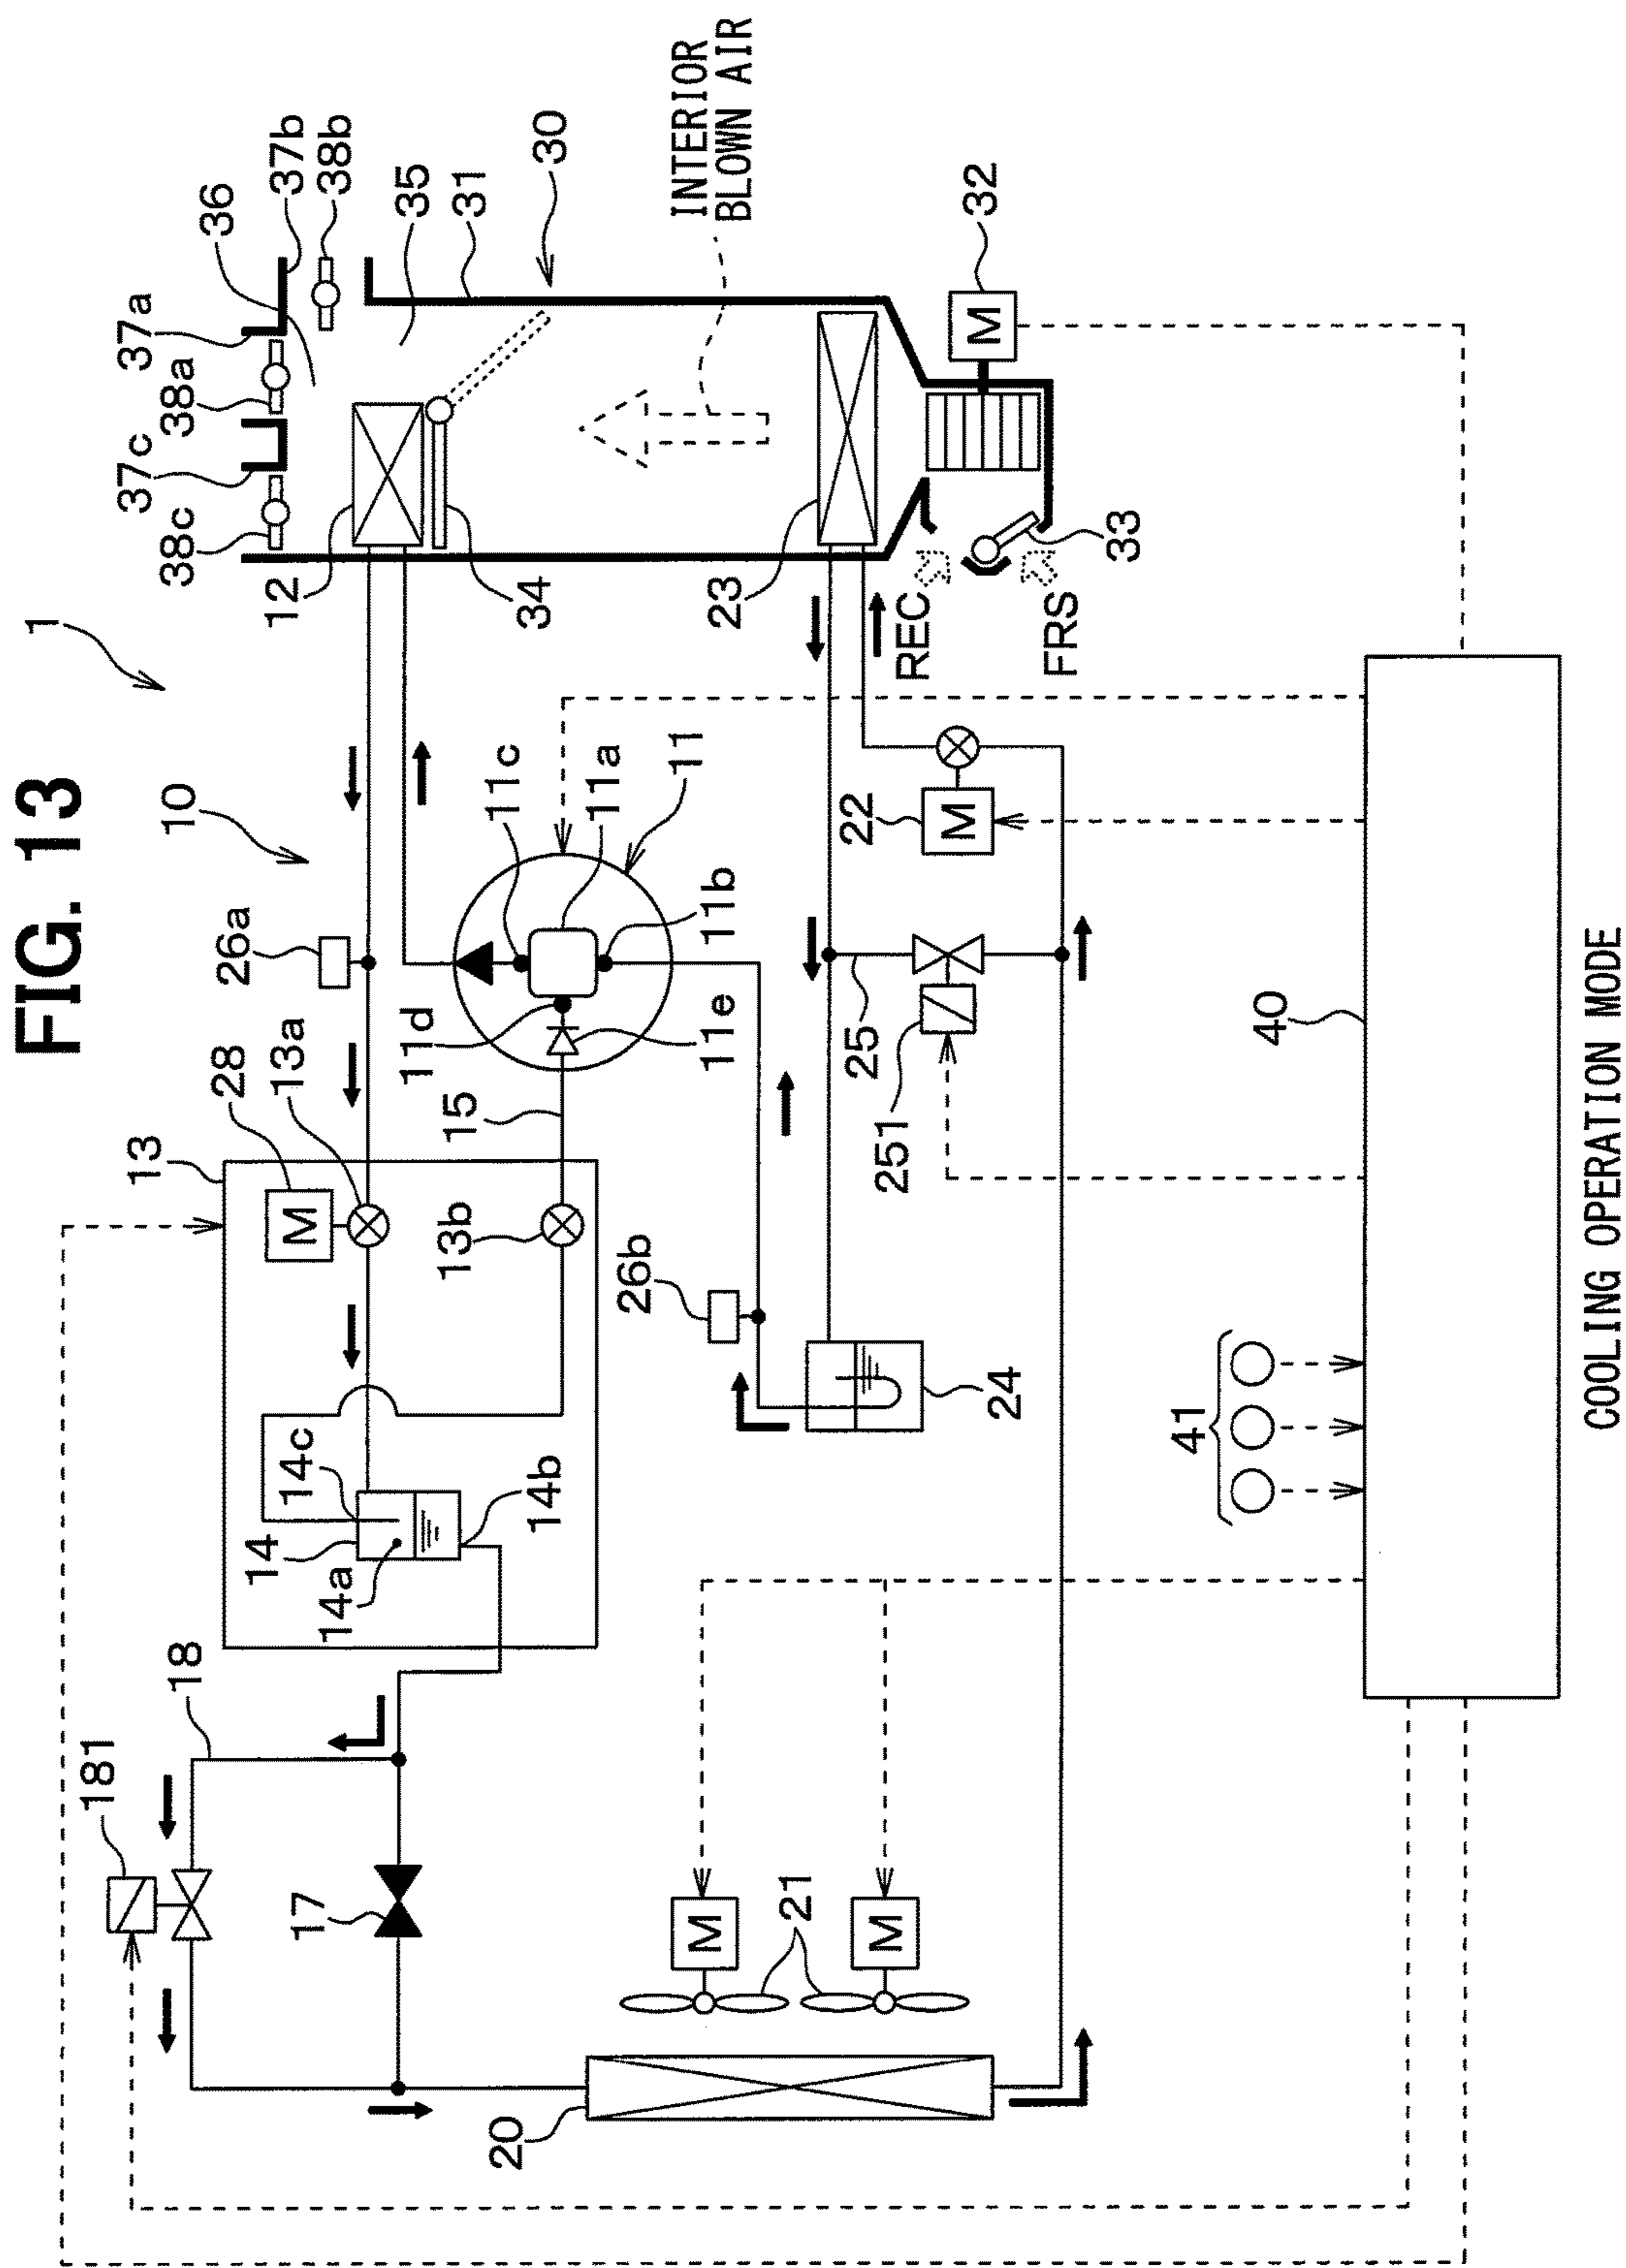 FIG. 13
1
10
26a
28
13a
13
18
181
36
37b
38b
37a
38a
37c
38c
35
31
30
INTERIOR
BLOWN AIR
12
34
23
32
33
REC
FRS
11c
11a
11
11b
11d
11e
15
13b
14c
14
14a
14b
17
M
M
M
M
M
22
25
251
26b
24
21
20
41
40
COOLING OPERATION MODE